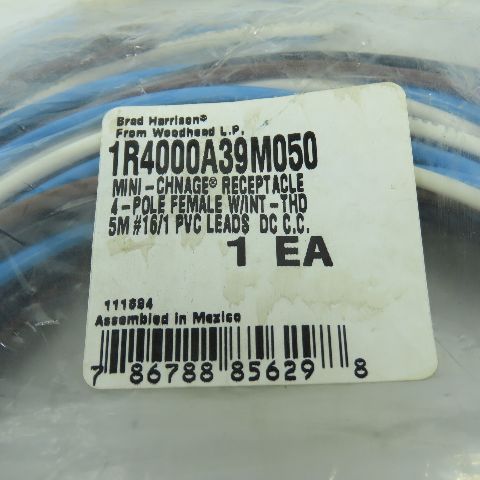 Brad Harrison®
From Woodhead L.P.
1R4000A39M050
MINI-CHNAGE® RECEPTACLE
4-POLE FEMALE W/INT-THD
5M #16/1 PVC LEADS DC C.C.
1 EA
111694
Assembled in Mexico
7 86788 85629 8